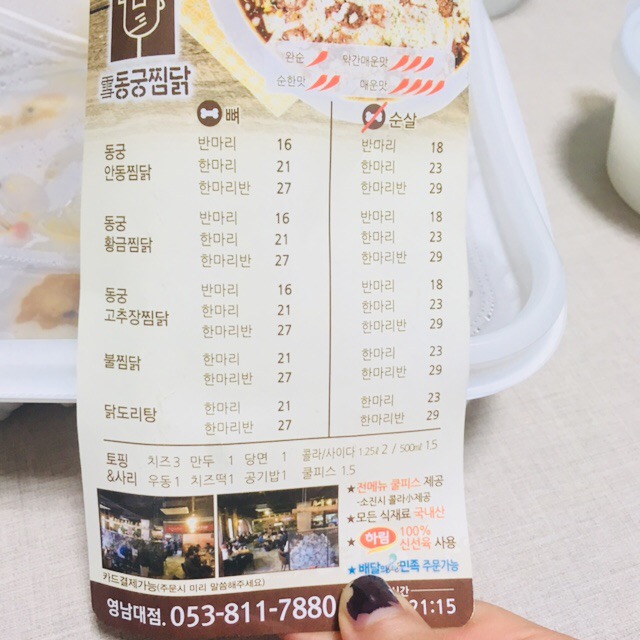 동궁찜닭
완순 약간매운맛
순한맛 매운맛
뼈 순살
동궁 안동찜닭
반마리 16 반마리 18
한마리 21 한마리 23
한마리반 27 한마리반 29
동궁 황금찜닭
반마리 16 반마리 18
한마리 21 한마리 23
한마리반 27 한마리반 29
동궁 고추장찜닭
반마리 16 반마리 18
한마리 21 한마리 23
한마리반 27 한마리반 29
불찜닭
한마리 21 한마리 23
한마리반 27 한마리반 29
닭도리탕
한마리 21 한마리 23
한마리반 27 한마리반 29
토핑 치즈3 만두 1 당면 1 콜라/사이다 1.25ℓ 2 / 500㎖ 1.5
&사리 우동1 치즈떡1 공기밥1 쿨피스 1.5
★전메뉴 쿨피스 제공
-소진시 콜라小제공
★모든 식재료 국내산
★하림 100% 신선육 사용
★배달의민족 주문가능
카드결제가능(주문시 미리 말씀해주세요)
영남대점. 053-811-7880
21:15